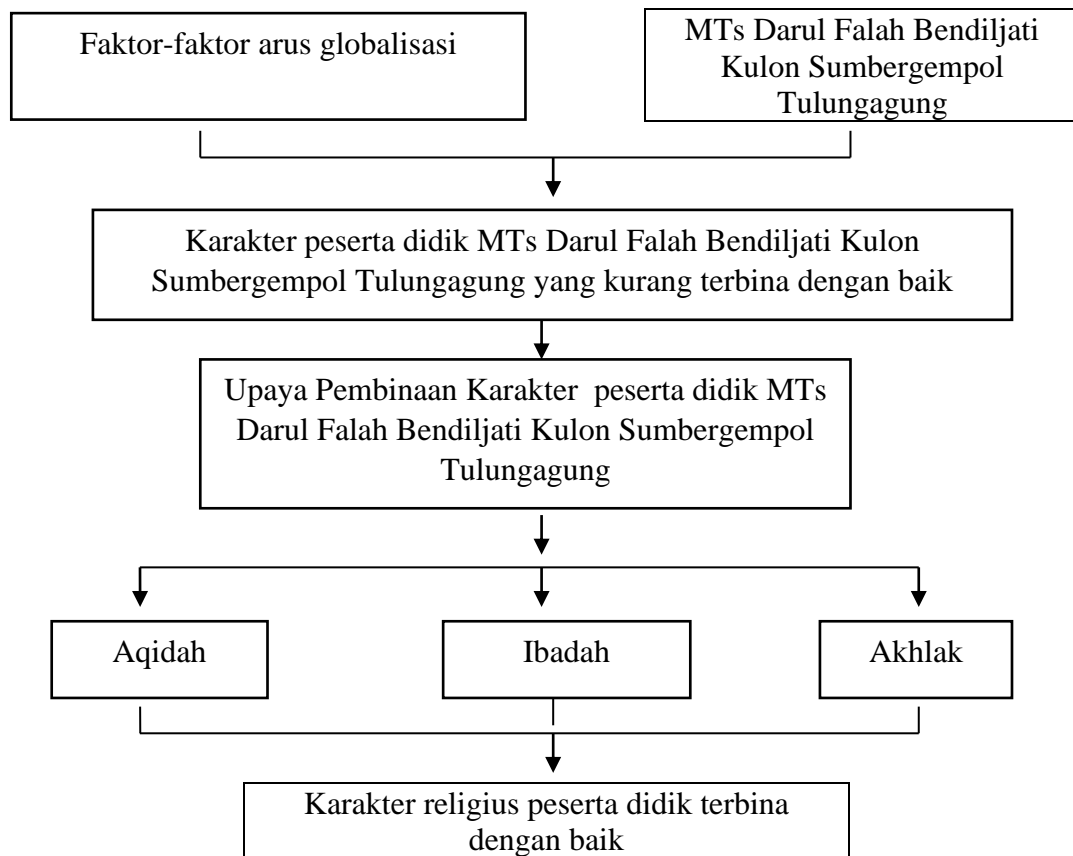 Faktor-faktor arus globalisasi
MTs Darul Falah Bendiljati
Kulon Sumbergempol
Tulungagung
Karakter peserta didik MTs Darul Falah Bendiljati Kulon
Sumbergempol Tulungagung yang kurang terbina dengan baik
Upaya Pembinaan Karakter peserta didik MTs
Darul Falah Bendiljati Kulon Sumbergempol
Tulungagung
Aqidah
Ibadah
Akhlak
Karakter religius peserta didik terbina
dengan baik